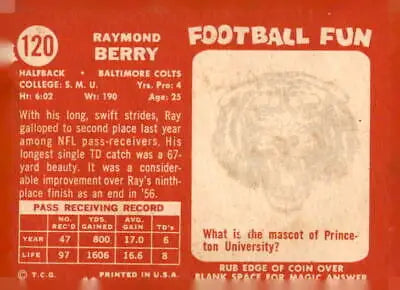 120
RAYMOND
BERRY
HALFBACK • BALTIMORE COLTS
COLLEGE: S. M. U. Yrs. Pro: 4
Ht: 6:02 Wt: 190 Age: 25
With his long, swift strides, Ray
galloped to second place last year
among NFL pass-receivers. His
longest single TD catch was a 67-
yard beauty. It was a consider-
able improvement over Ray's ninth-
place finish as an end in '56.
PASS RECEIVING RECORD
NO. REC'D YDS. GAINED AVG. GAIN TD's
YEAR 47 800 17.0 6
LIFE 97 1606 16.6 8
© T.C.G. PRINTED IN U.S.A.
FOOTBALL FUN
What is the mascot of Prince-
ton University?
RUB EDGE OF COIN OVER
BLANK SPACE FOR MAGIC ANSWER